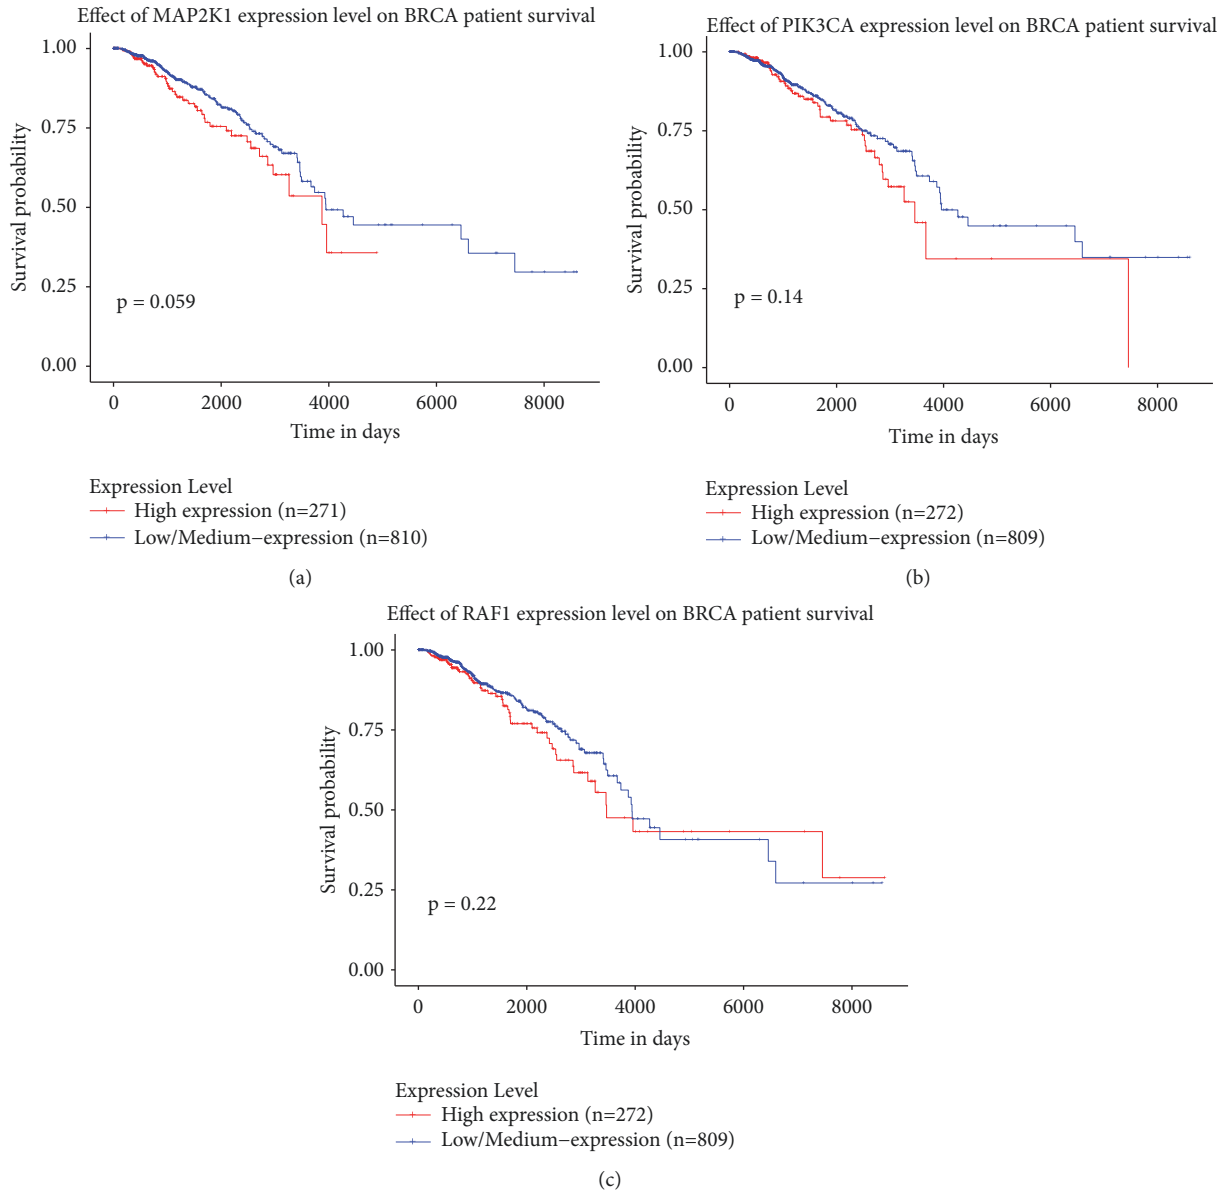 Effect of MAP2K1 expression level on BRCA patient survival
1.00
0.75
0.50
0.25
0.00
Survival probability
p = 0.059
0 2000 4000 6000 8000
Time in days
Expression Level
High expression (n=271)
Low/Medium−expression (n=810)
(a)
Effect of PIK3CA expression level on BRCA patient survival
1.00
0.75
0.50
0.25
0.00
Survival probability
p = 0.14
0 2000 4000 6000 8000
Time in days
Expression Level
High expression (n=272)
Low/Medium−expression (n=809)
(b)
Effect of RAF1 expression level on BRCA patient survival
1.00
0.75
0.50
0.25
0.00
Survival probability
p = 0.22
0 2000 4000 6000 8000
Time in days
Expression Level
High expression (n=272)
Low/Medium−expression (n=809)
(c)